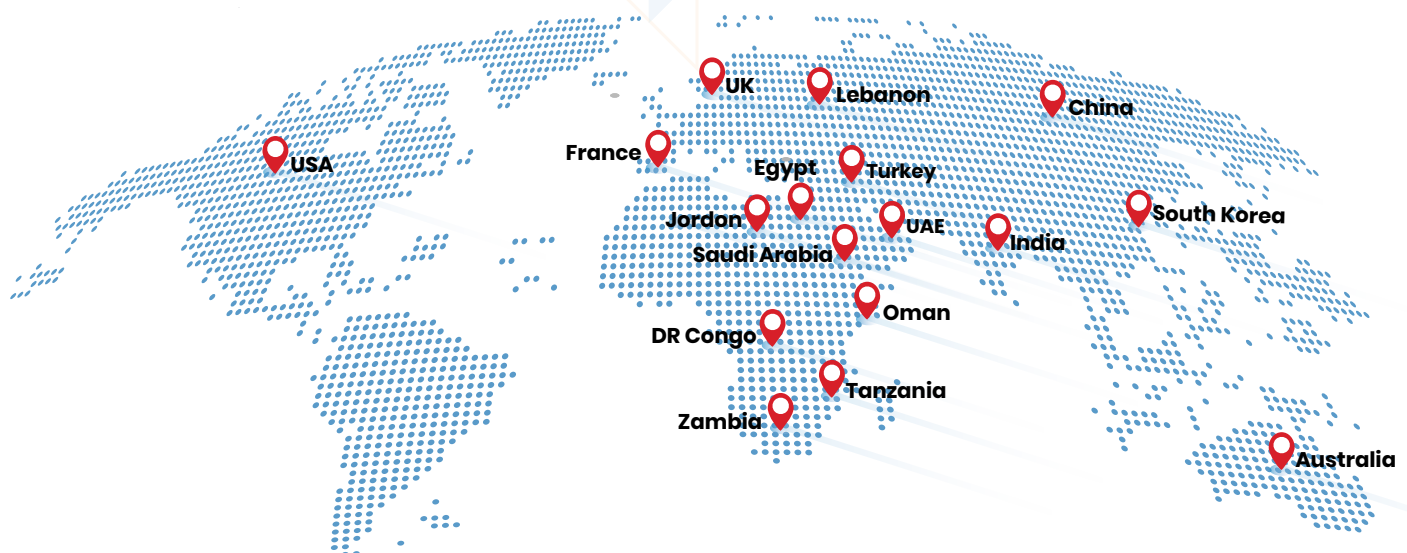 UK
Lebanon
China
France
USA
Egypt
Turkey
Jordon
South Korea
UAE
India
Saudi Arabia
Oman
DR Congo
Tanzania
Zambia
Australia